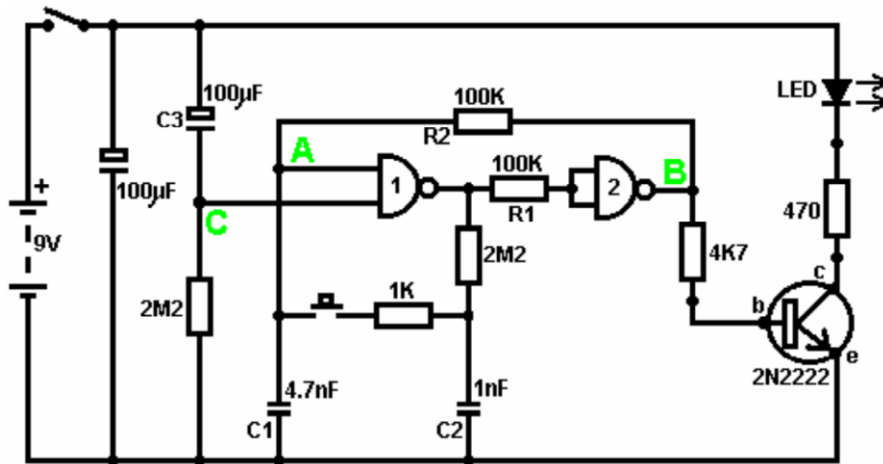 100µF
C3
100µF
+
9V
C
2M2
A
100K
R2
1
100K
R1
2
B
2M2
1K
4.7nF
C1
1nF
C2
4K7
LED
470
c
b
e
2N2222